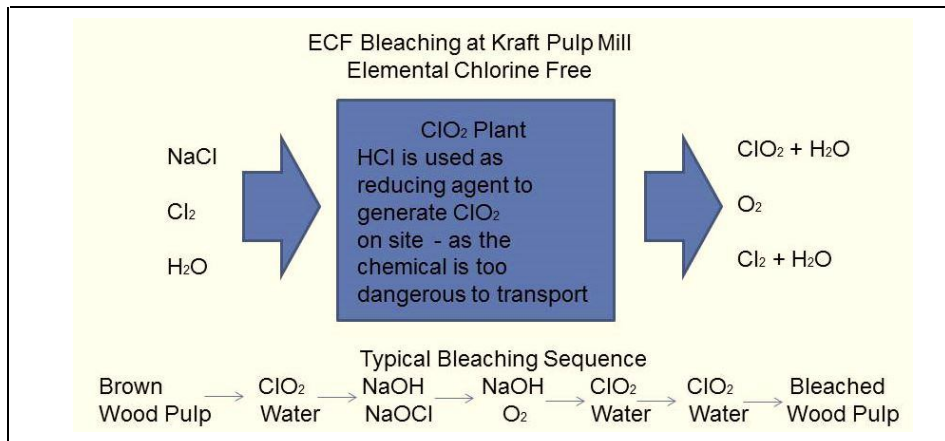 ECF Bleaching at Kraft Pulp Mill
Elemental Chlorine Free
NaCl
Cl₂
H₂O
ClO₂ Plant
HCl is used as
reducing agent to
generate ClO₂
on site - as the
chemical is too
dangerous to transport
ClO₂ + H₂O
O₂
Cl₂ + H₂O
Typical Bleaching Sequence
Brown
Wood Pulp
ClO₂
Water
NaOH
NaOCl
NaOH
O₂
ClO₂
Water
ClO₂
Water
Bleached
Wood Pulp